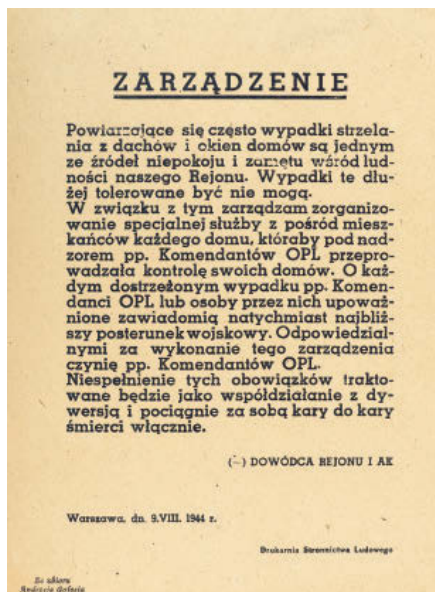 ZARZĄDZENIE
Powtarzające się często wypadki strzela-
nia z dachów i okien domów są jednym
ze źródeł niepokoju i zamętu wśród lud-
ności naszego Rejonu. Wypadki te dłu-
żej tolerowane być nie mogą.
W związku z tym zarządzam zorganizo-
wanie specjalnej służby z pośród miesz-
kańców każdego domu, któraby pod nad-
zorem pp. Komendantów OPL przepro-
wadzała kontrolę swoich domów. O każ-
dym dostrzeżonym wypadku pp. Komen-
danci OPL lub osoby przez nich upoważ-
nione zawiadomią natychmiast najbliż-
szy posterunek wojskowy. Odpowiedzial-
nymi za wykonanie tego zarządzenia
czynię pp. Komendantów OPL.
Niespełnienie tych obowiązków trakto-
wane będzie jako współdziałanie z dy-
wersją i pociągnie za sobą kary do kary
śmierci włącznie.
(—) DOWÓDCA REJONU I AK
Warszawa, dn. 9.VIII. 1944 r.
Drukarnia Stronnictwa Ludowego
Ze zbioru
Andrzeja